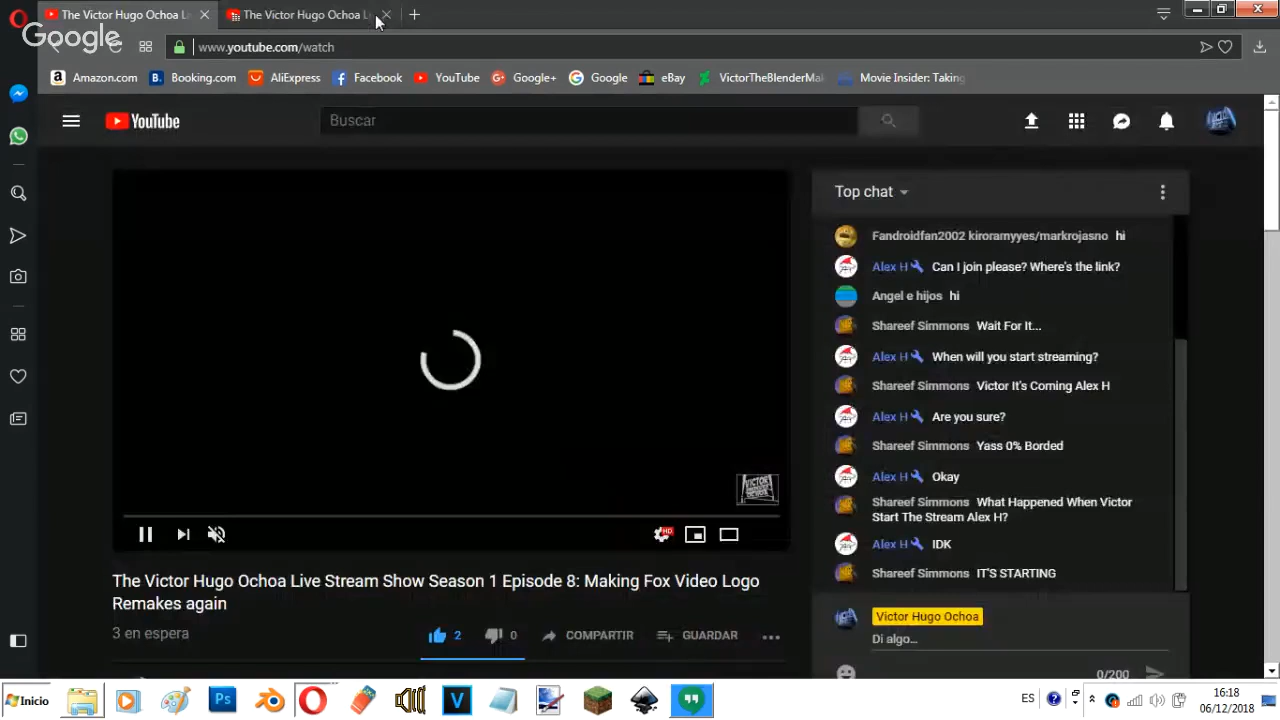 The Victor Hugo Ochoa Li
The Victor Hugo Ochoa L
Google
www.youtube.com/watch
Amazon.com
Booking.com
AliExpress
Facebook
YouTube
Google+
Google
eBay
VictorTheBlenderMak
Movie Insider: Taking
YouTube
Buscar
Top chat
Fandroidfan2002 kiroramyyes/markrojasno hi
Alex H Can I join please? Where's the link?
Angel e hijos hi
Shareef Simmons Wait For It...
Alex H When will you start streaming?
Shareef Simmons Victor It's Coming Alex H
Alex H Are you sure?
Shareef Simmons Yass 0% Borded
Alex H Okay
Shareef Simmons What Happened When Victor
Start The Stream Alex H?
Alex H IDK
Shareef Simmons IT'S STARTING
HD
The Victor Hugo Ochoa Live Stream Show Season 1 Episode 8: Making Fox Video Logo
Remakes again
3 en espera
2
0
COMPARTIR
GUARDAR
Victor Hugo Ochoa
Di algo...
0/200
Inicio
Ps
V
ES
16:18
06/12/2018